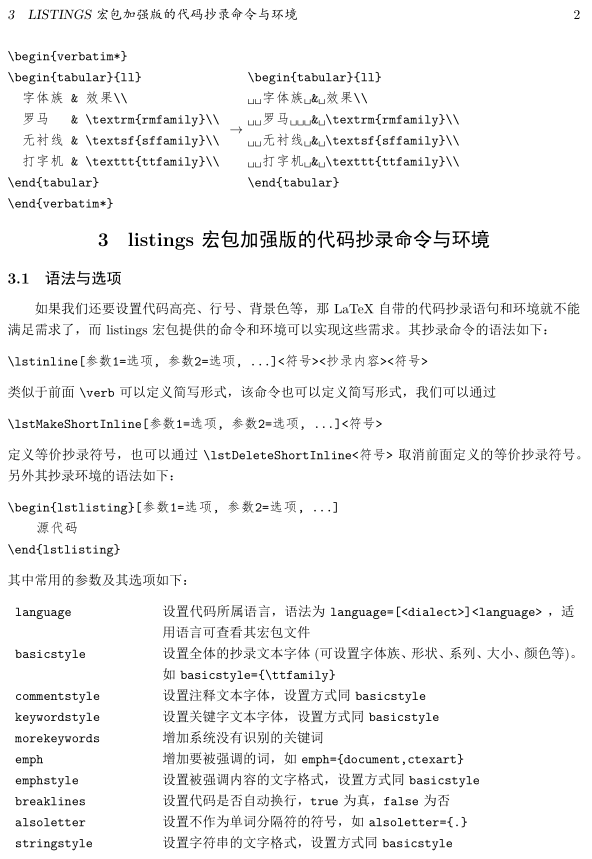 3 LISTINGS 宏包加强版的代码抄录命令与环境 2
\begin{verbatim*}
\begin{tabular}{ll} \begin{tabular}{ll}
字体族 & 效果\\ ␣␣字体族␣&␣效果\\
罗马 & \textrm{rmfamily}\\ ␣␣罗马␣␣␣&␣\textrm{rmfamily}\\
→
无衬线 & \textsf{sffamily}\\ ␣␣无衬线␣&␣\textsf{sffamily}\\
打字机 & \texttt{ttfamily}\\ ␣␣打字机␣&␣\texttt{ttfamily}\\
\end{tabular} \end{tabular}
\end{verbatim*}
3 listings 宏包加强版的代码抄录命令与环境
3.1 语法与选项
如果我们还要设置代码高亮、行号、背景色等，那 LaTeX 自带的代码抄录语句和环境就不能
满足需求了，而 listings 宏包提供的命令和环境可以实现这些需求。其抄录命令的语法如下：
\lstinline[参数1=选项, 参数2=选项, ...]<符号><抄录内容><符号>
类似于前面 \verb 可以定义简写形式，该命令也可以定义简写形式，我们可以通过
\lstMakeShortInline[参数1=选项, 参数2=选项, ...]<符号>
定义等价抄录符号，也可以通过 \lstDeleteShortInline<符号> 取消前面定义的等价抄录符号。
另外其抄录环境的语法如下：
\begin{lstlisting}[参数1=选项, 参数2=选项, ...]
源代码
\end{lstlisting}
其中常用的参数及其选项如下：
language 设置代码所属语言，语法为 language=[<dialect>]<language> ，适
用语言可查看其宏包文件
basicstyle 设置全体的抄录文本字体 (可设置字体族、形状、系列、大小、颜色等)。
如 basicstyle={\ttfamily}
commentstyle 设置注释文本字体，设置方式同 basicstyle
keywordstyle 设置关键字文本字体，设置方式同 basicstyle
morekeywords 增加系统没有识别的关键词
emph 增加要被强调的词，如 emph={document,ctexart}
emphstyle 设置被强调内容的文字格式，设置方式同 basicstyle
breaklines 设置代码是否自动换行，true 为真，false 为否
alsoletter 设置不作为单词分隔符的符号，如 alsoletter={.}
stringstyle 设置字符串的文字格式，设置方式同 basicstyle